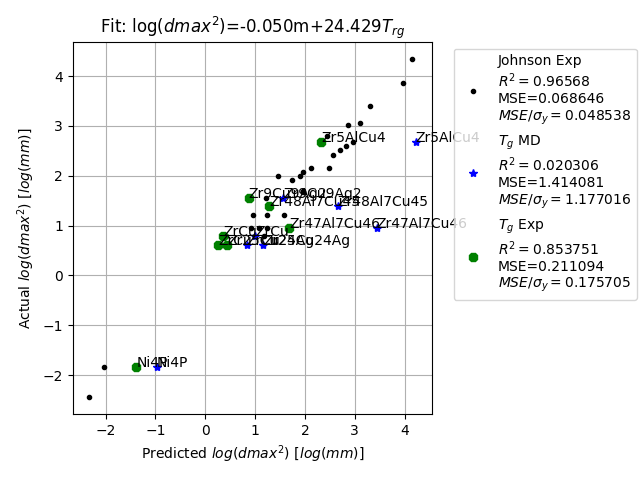 Fit: log(dmax²)=-0.050m+24.429T_rg
Actual log(dmax²) [log(mm)]
4
3
2
1
0
−1
−2
Zr5AlCu4
Zr5AlCu4
Zr48Al7Cu45
Zr47Al7Cu46
Zr47Al7Cu46
ZrCu
Ni4P
Ni4P
−2
−1
0
1
2
3
4
Predicted log(dmax²) [log(mm)]
Johnson Exp
R² = 0.96568
MSE=0.068646
MSE/σ_y = 0.048538
T_g MD
R² = 0.020306
MSE=1.414081
MSE/σ_y = 1.177016
T_g Exp
R² = 0.853751
MSE=0.211094
MSE/σ_y = 0.175705